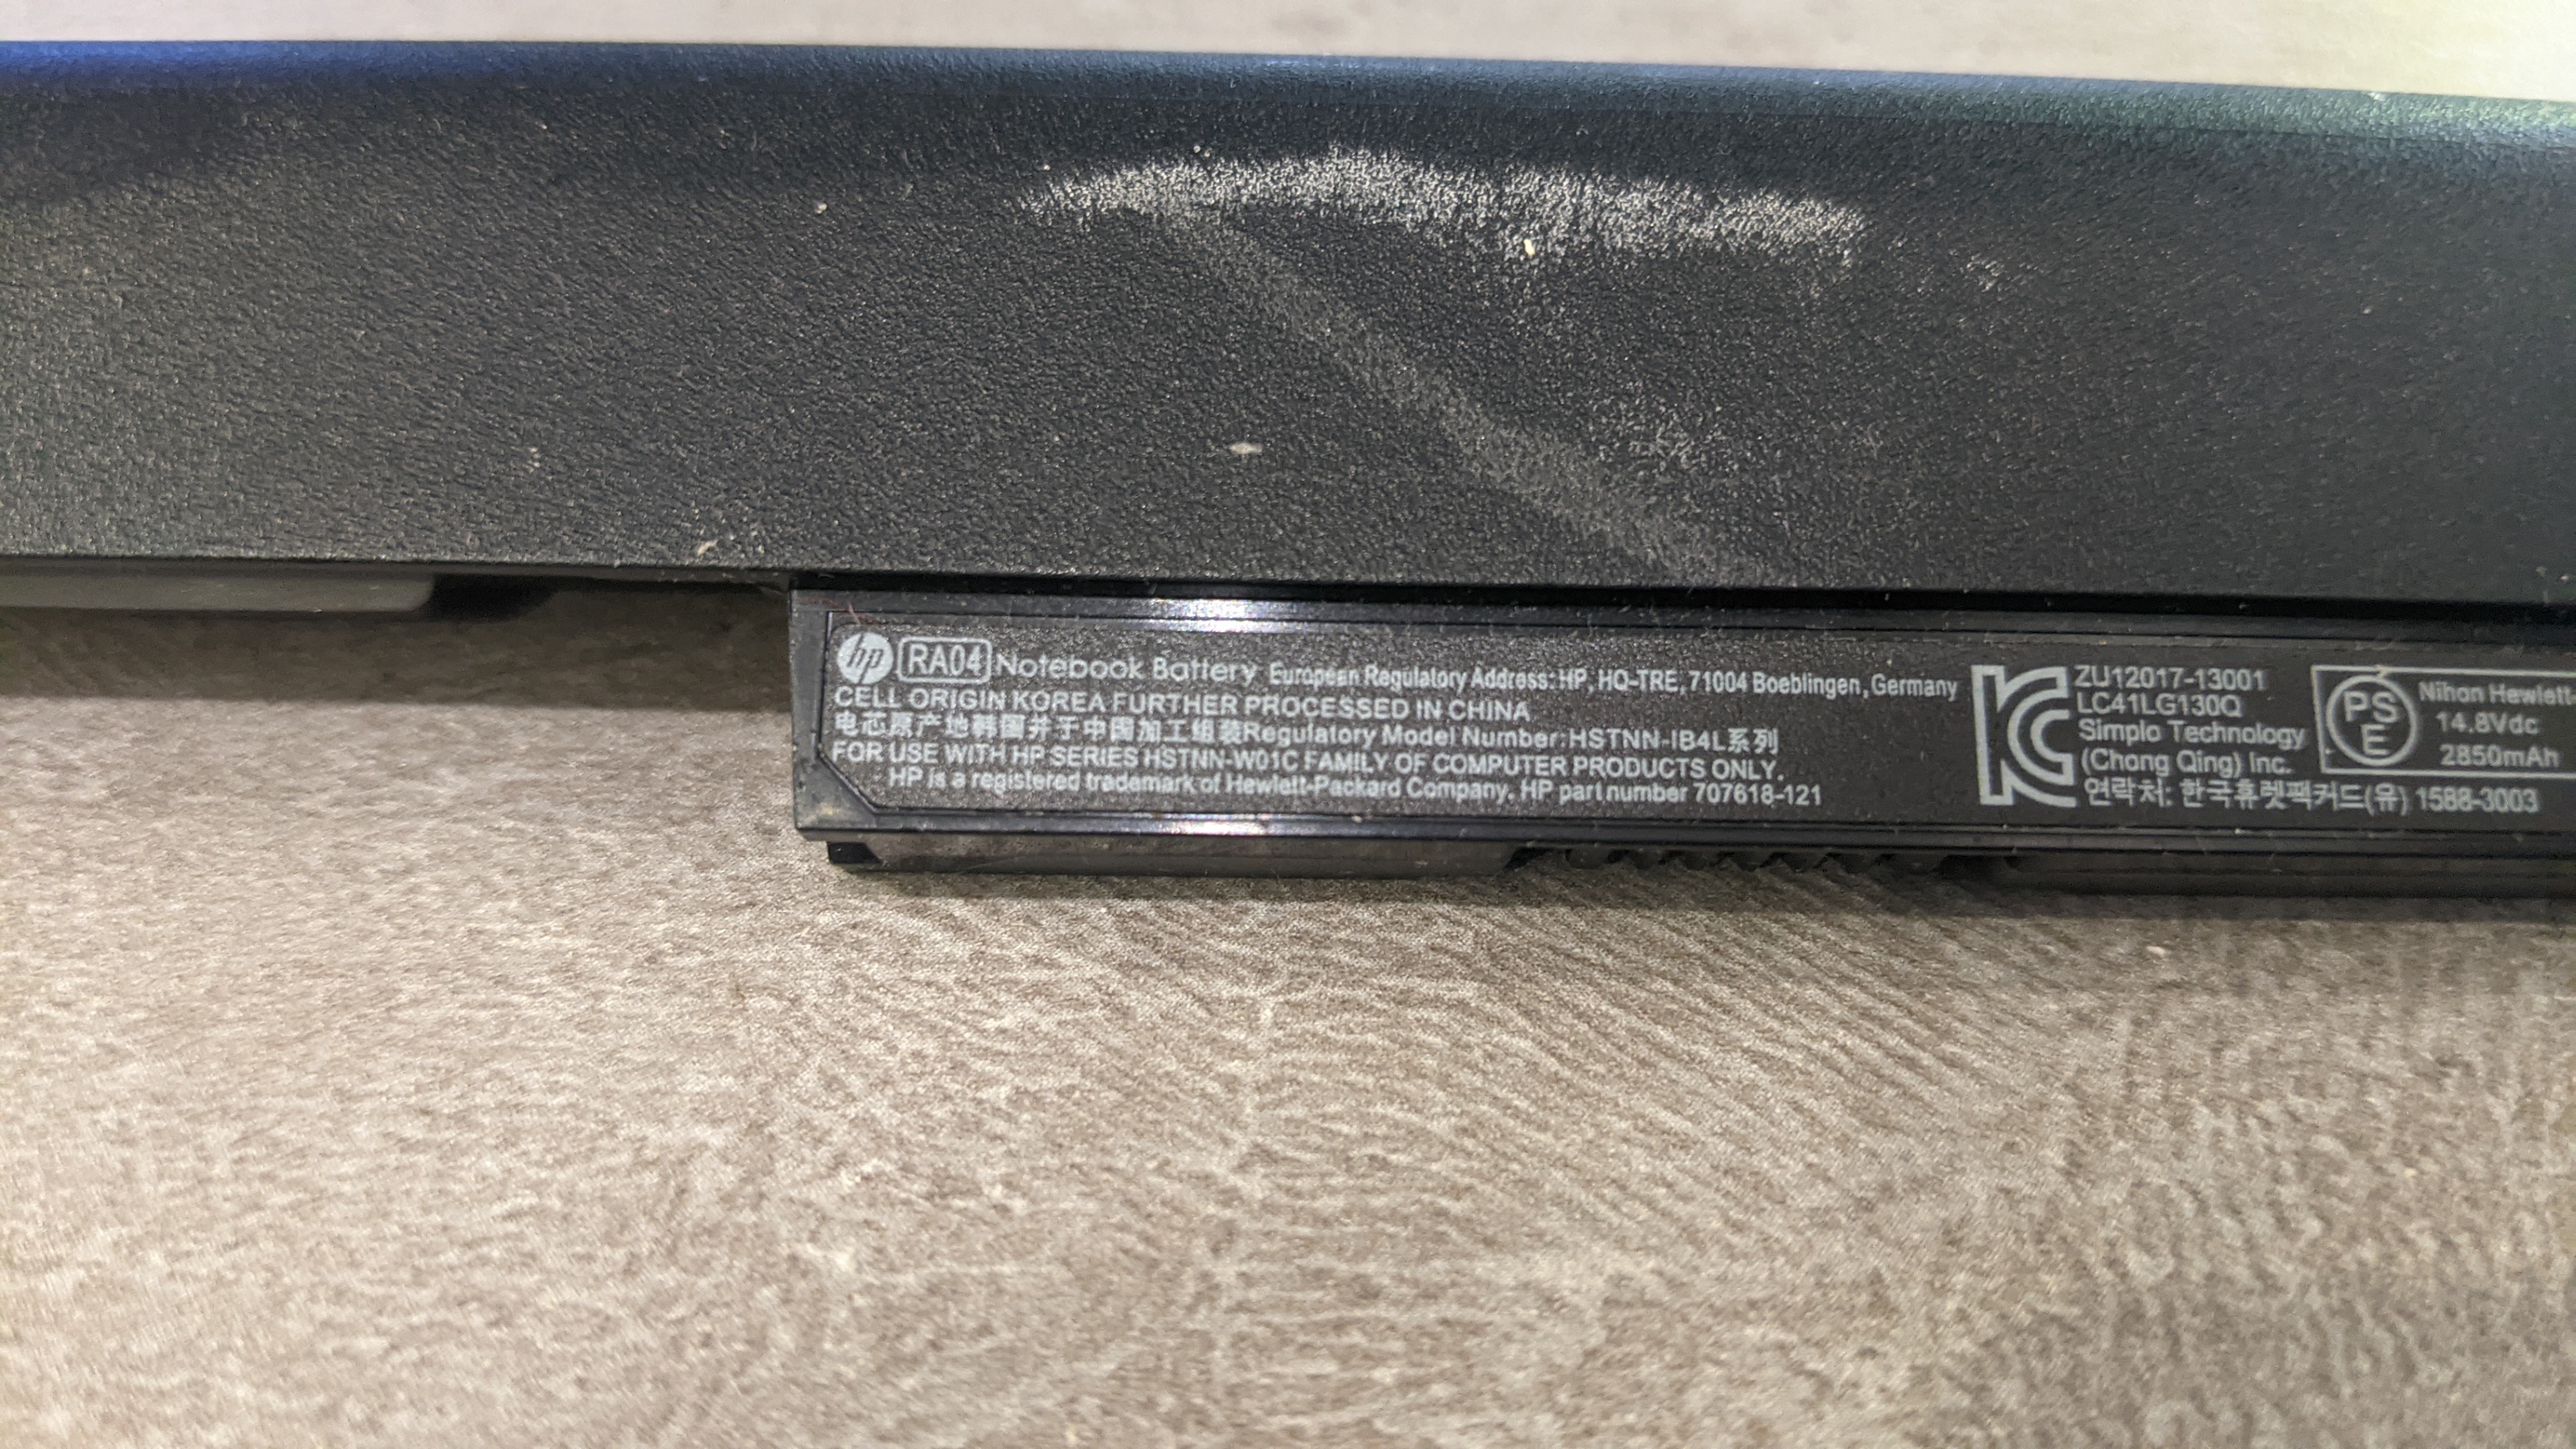 hp RA04 Notebook Battery European Regulatory Address: HP, HQ-TRE, 71004 Boeblingen, Germany
CELL ORIGIN KOREA FURTHER PROCESSED IN CHINA
电芯原产地韩国并于中国加工组装Regulatory Model Number:HSTNN-IB4L系列
FOR USE WITH HP SERIES HSTNN-W01C FAMILY OF COMPUTER PRODUCTS ONLY.
HP is a registered trademark of Hewlett-Packard Company. HP part number 707618-121
ZU12017-13001
LC41LG130Q
Simplo Technology
(Chong Qing) Inc.
연락처: 한국휴렛팩커드(유) 1588-3003
PS
E
Nihon Hewlett
14.8Vdc
2850mAh